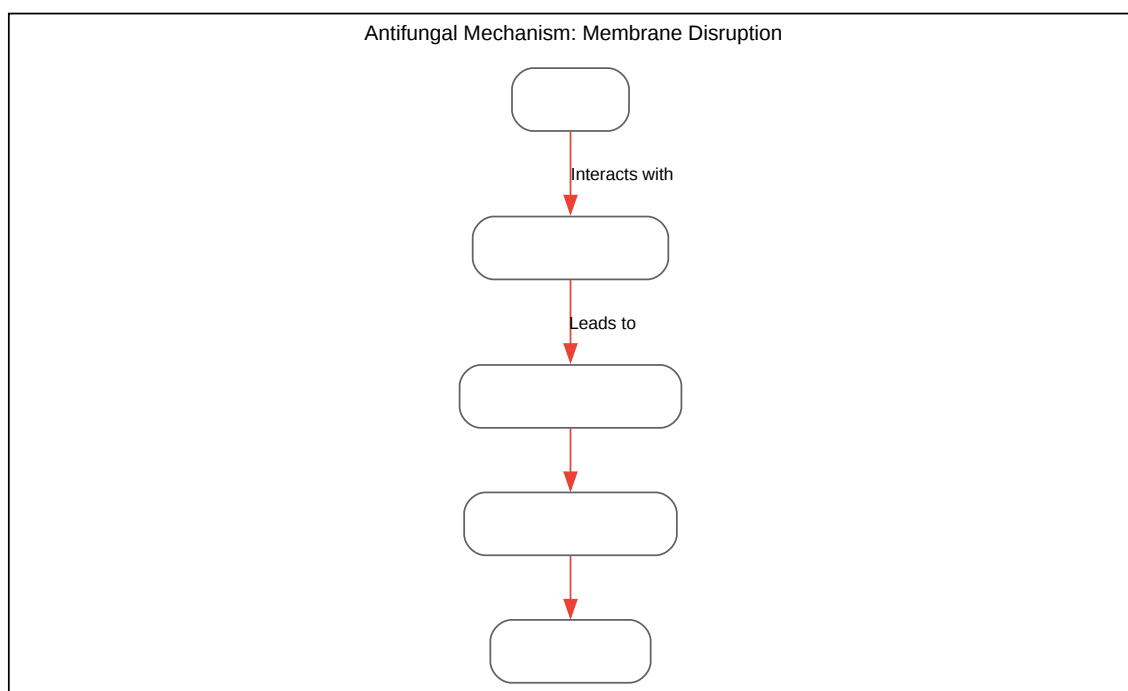 Antifungal Mechanism: Membrane Disruption
Interacts with
Leads to